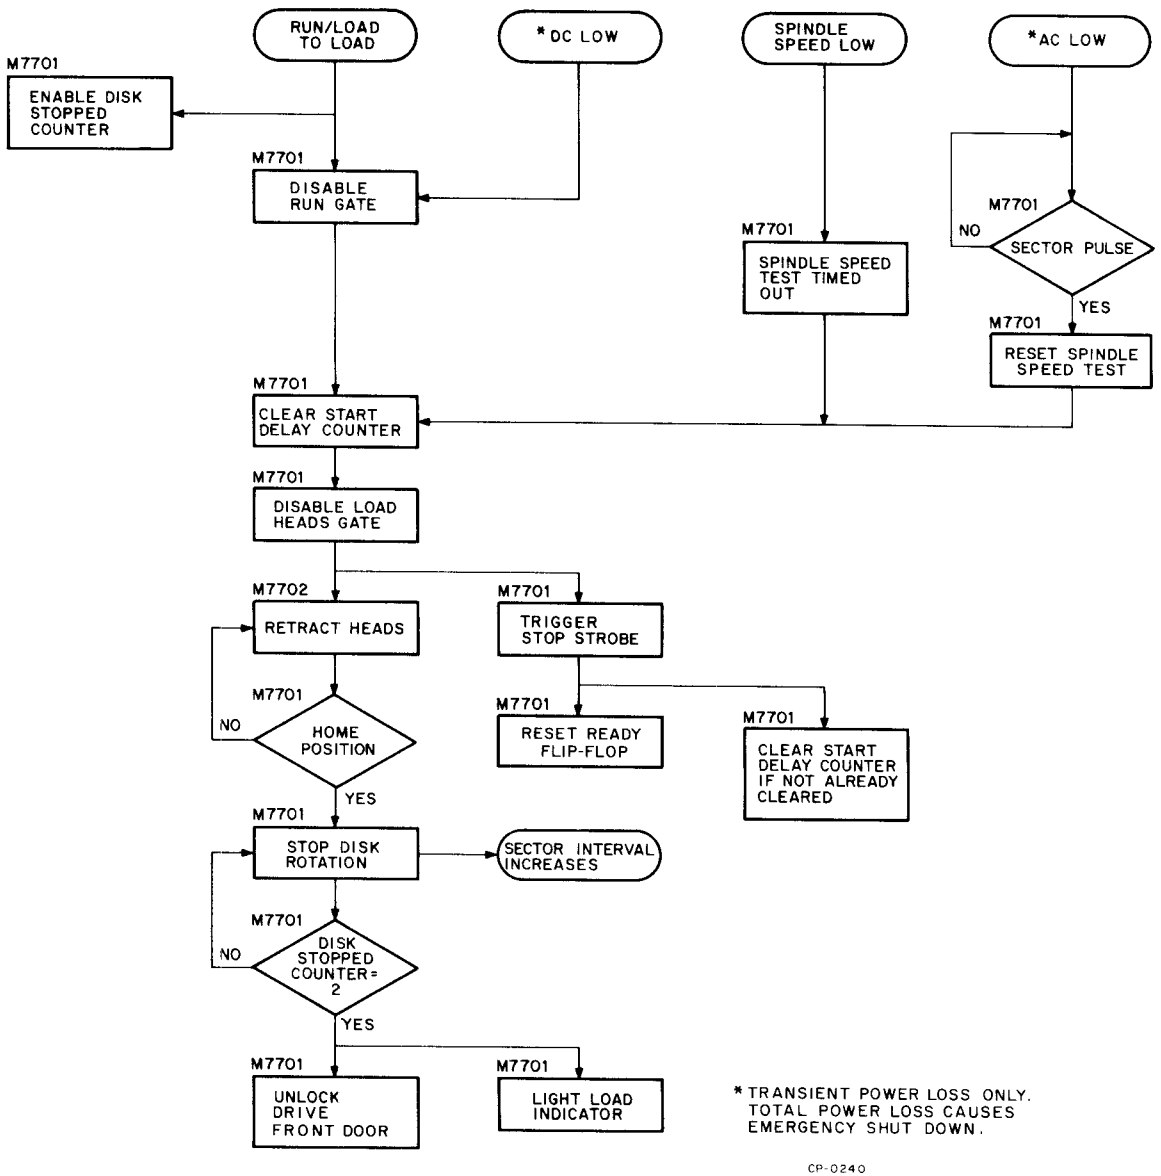 RUN/LOAD
TO LOAD
*DC LOW
SPINDLE
SPEED LOW
*AC LOW
M7701
ENABLE DISK
STOPPED
COUNTER
M7701
DISABLE
RUN GATE
M7701
SPINDLE SPEED
TEST TIMED
OUT
M7701
NO
SECTOR PULSE
YES
M7701
RESET SPINDLE
SPEED TEST
M7701
CLEAR START
DELAY COUNTER
M7701
DISABLE LOAD
HEADS GATE
M7702
RETRACT HEADS
M7701
TRIGGER
STOP STROBE
M7701
NO
HOME
POSITION
YES
M7701
RESET READY
FLIP-FLOP
M7701
CLEAR START
DELAY COUNTER
IF NOT ALREADY
CLEARED
M7701
STOP DISK
ROTATION
SECTOR INTERVAL
INCREASES
M7701
NO
DISK
STOPPED
COUNTER=
2
YES
M7701
UNLOCK
DRIVE
FRONT DOOR
M7701
LIGHT LOAD
INDICATOR
* TRANSIENT POWER LOSS ONLY.
TOTAL POWER LOSS CAUSES
EMERGENCY SHUT DOWN.
CP-0240